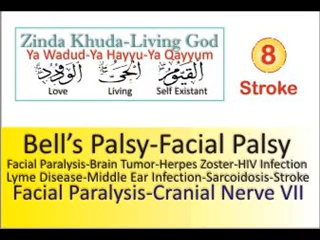 Zinda Khuda-Living God
Ya Wadud-Ya Hayyu-Ya Qayyum
الودود الحي القيوم
Love Living Self Existant
8
Stroke
Bell's Palsy-Facial Palsy
Facial Paralysis-Brain Tumor-Herpes Zoster-HIV Infection
Lyme Disease-Middle Ear Infection-Sarcoidosis-Stroke
Facial Paralysis-Cranial Nerve VII